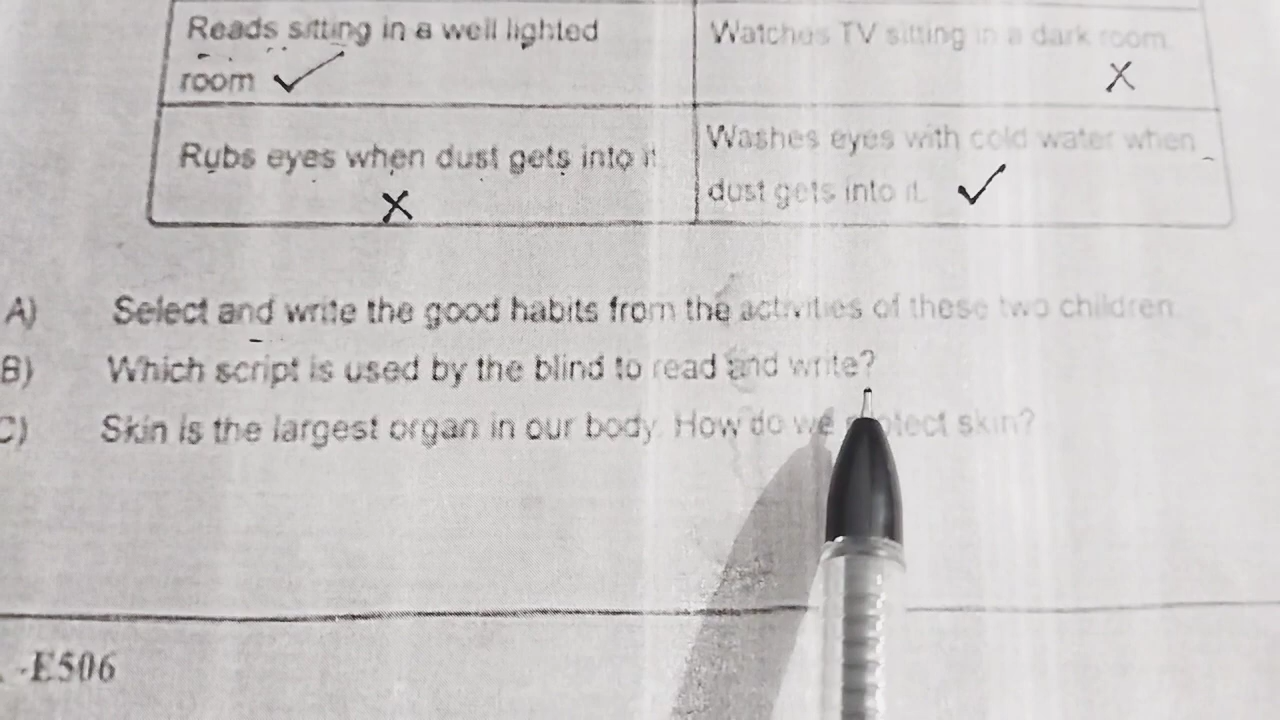 Reads sitting in a well lighted
room ✓
Watches TV sitting in a dark room.
X
Rubs eyes when dust gets into it.
X
Washes eyes with cold water when
dust gets into it. ✓
A) Select and write the good habits from the activities of these two children.
B) Which script is used by the blind to read and write?
C) Skin is the largest organ in our body. How do we protect skin?
-E506